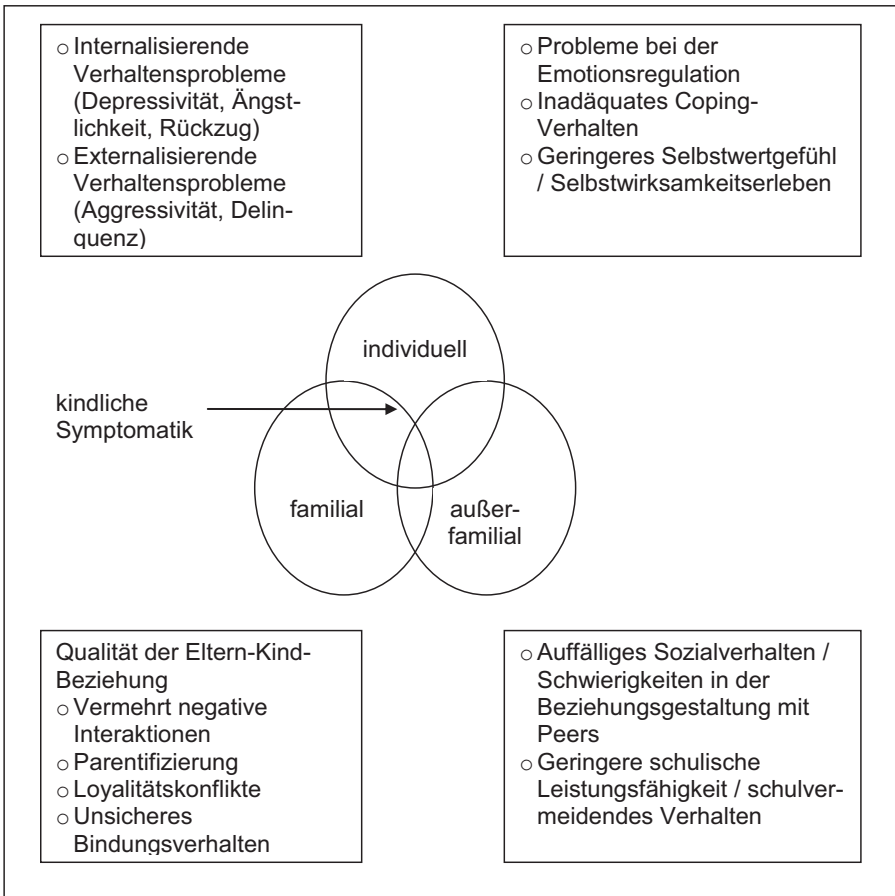 ○ Internalisierende
Verhaltensprobleme
(Depressivität, Ängst-
lichkeit, Rückzug)
○ Externalisierende
Verhaltensprobleme
(Aggressivität, Delin-
quenz)
○ Probleme bei der
Emotionsregulation
○ Inadäquates Coping-
Verhalten
○ Geringeres Selbstwertgefühl
/ Selbstwirksamkeitserleben
individuell
kindliche
Symptomatik
familial
außer-
familial
Qualität der Eltern-Kind-
Beziehung
○ Vermehrt negative
Interaktionen
○ Parentifizierung
○ Loyalitätskonflikte
○ Unsicheres
Bindungsverhalten
○ Auffälliges Sozialverhalten /
Schwierigkeiten in der
Beziehungsgestaltung mit
Peers
○ Geringere schulische
Leistungsfähigkeit / schulver-
meidendes Verhalten